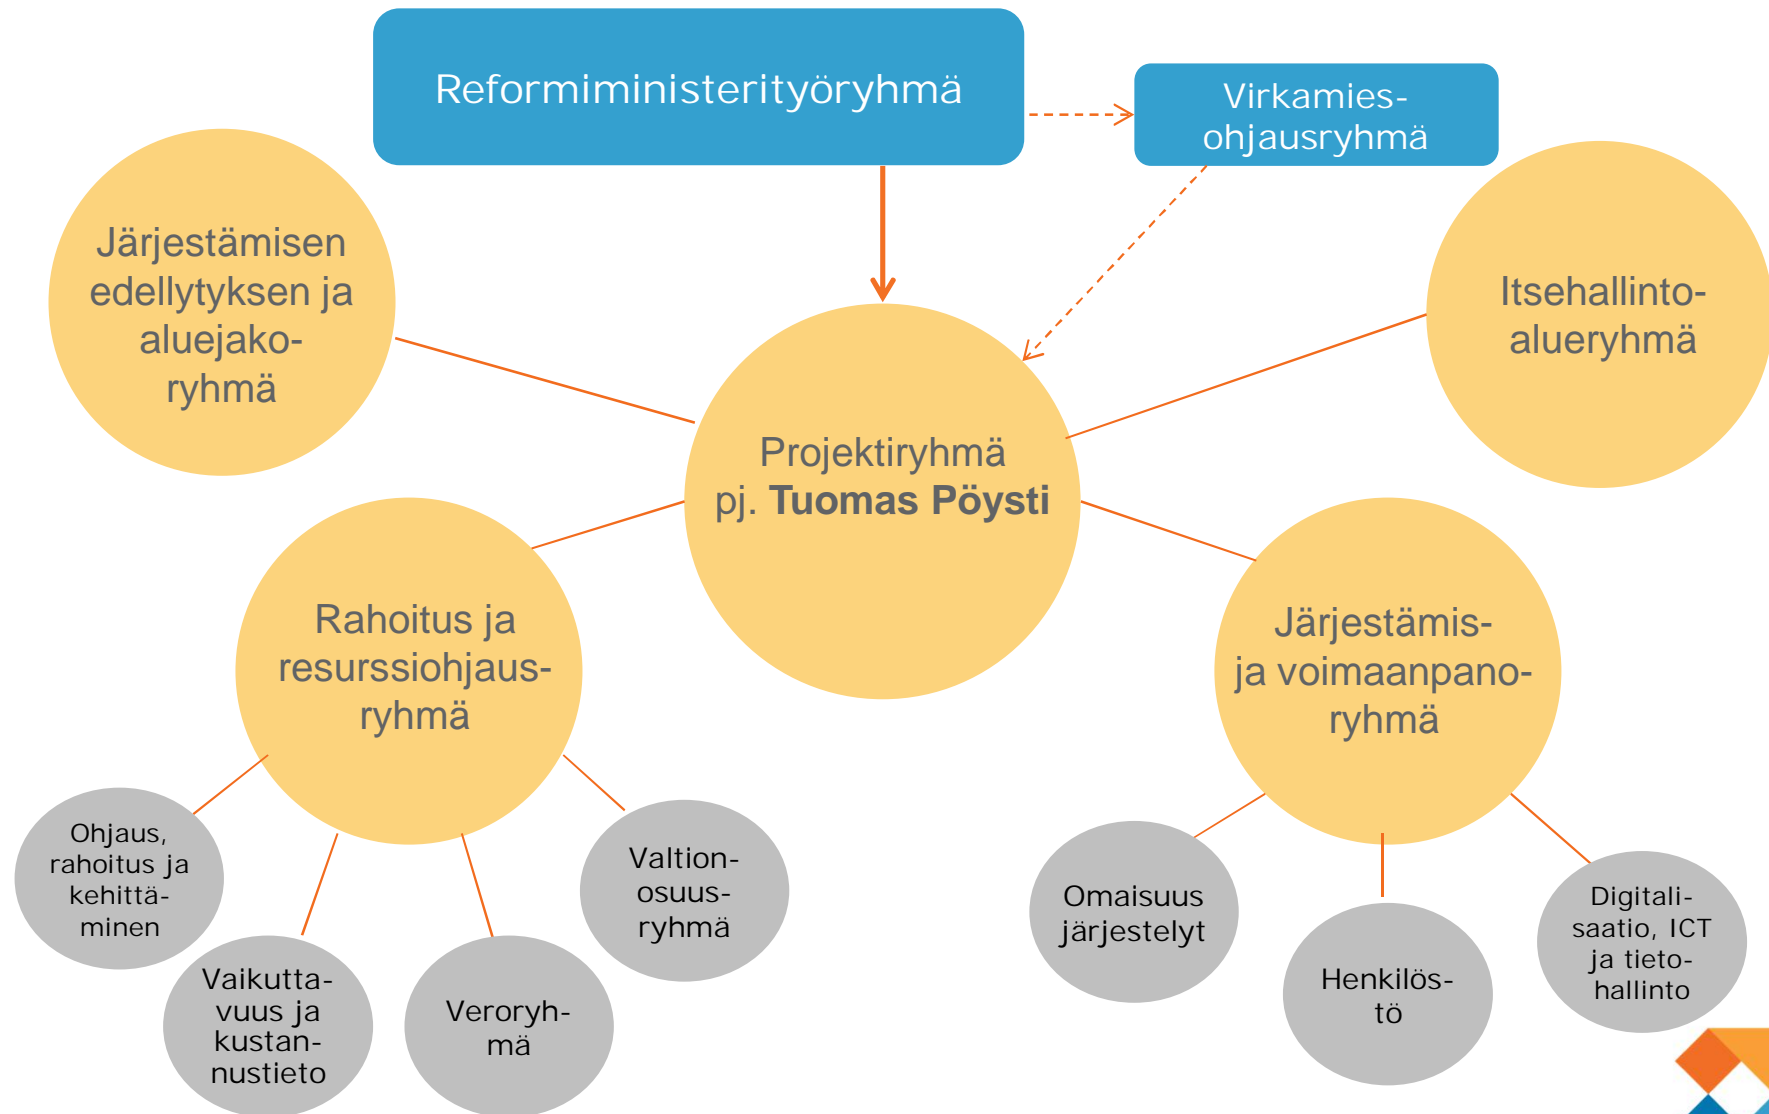 Reformiministerityöryhmä
Virkamies-
ohjausryhmä
Järjestämisen
edellytyksen ja
aluejako-
ryhmä
Itsehallinto-
alueryhmä
Projektiryhmä
pj. Tuomas Pöysti
Rahoitus ja
resurssiohjaus-
ryhmä
Järjestämis-
ja voimaanpano-
ryhmä
Ohjaus,
rahoitus ja
kehittä-
minen
Vaikutta-
vuus ja
kustan-
nustieto
Veroryh-
mä
Valtion-
osuus-
ryhmä
Omaisuus
järjestelyt
Henkilös-
tö
Digitali-
saatio, ICT
ja tieto-
hallinto